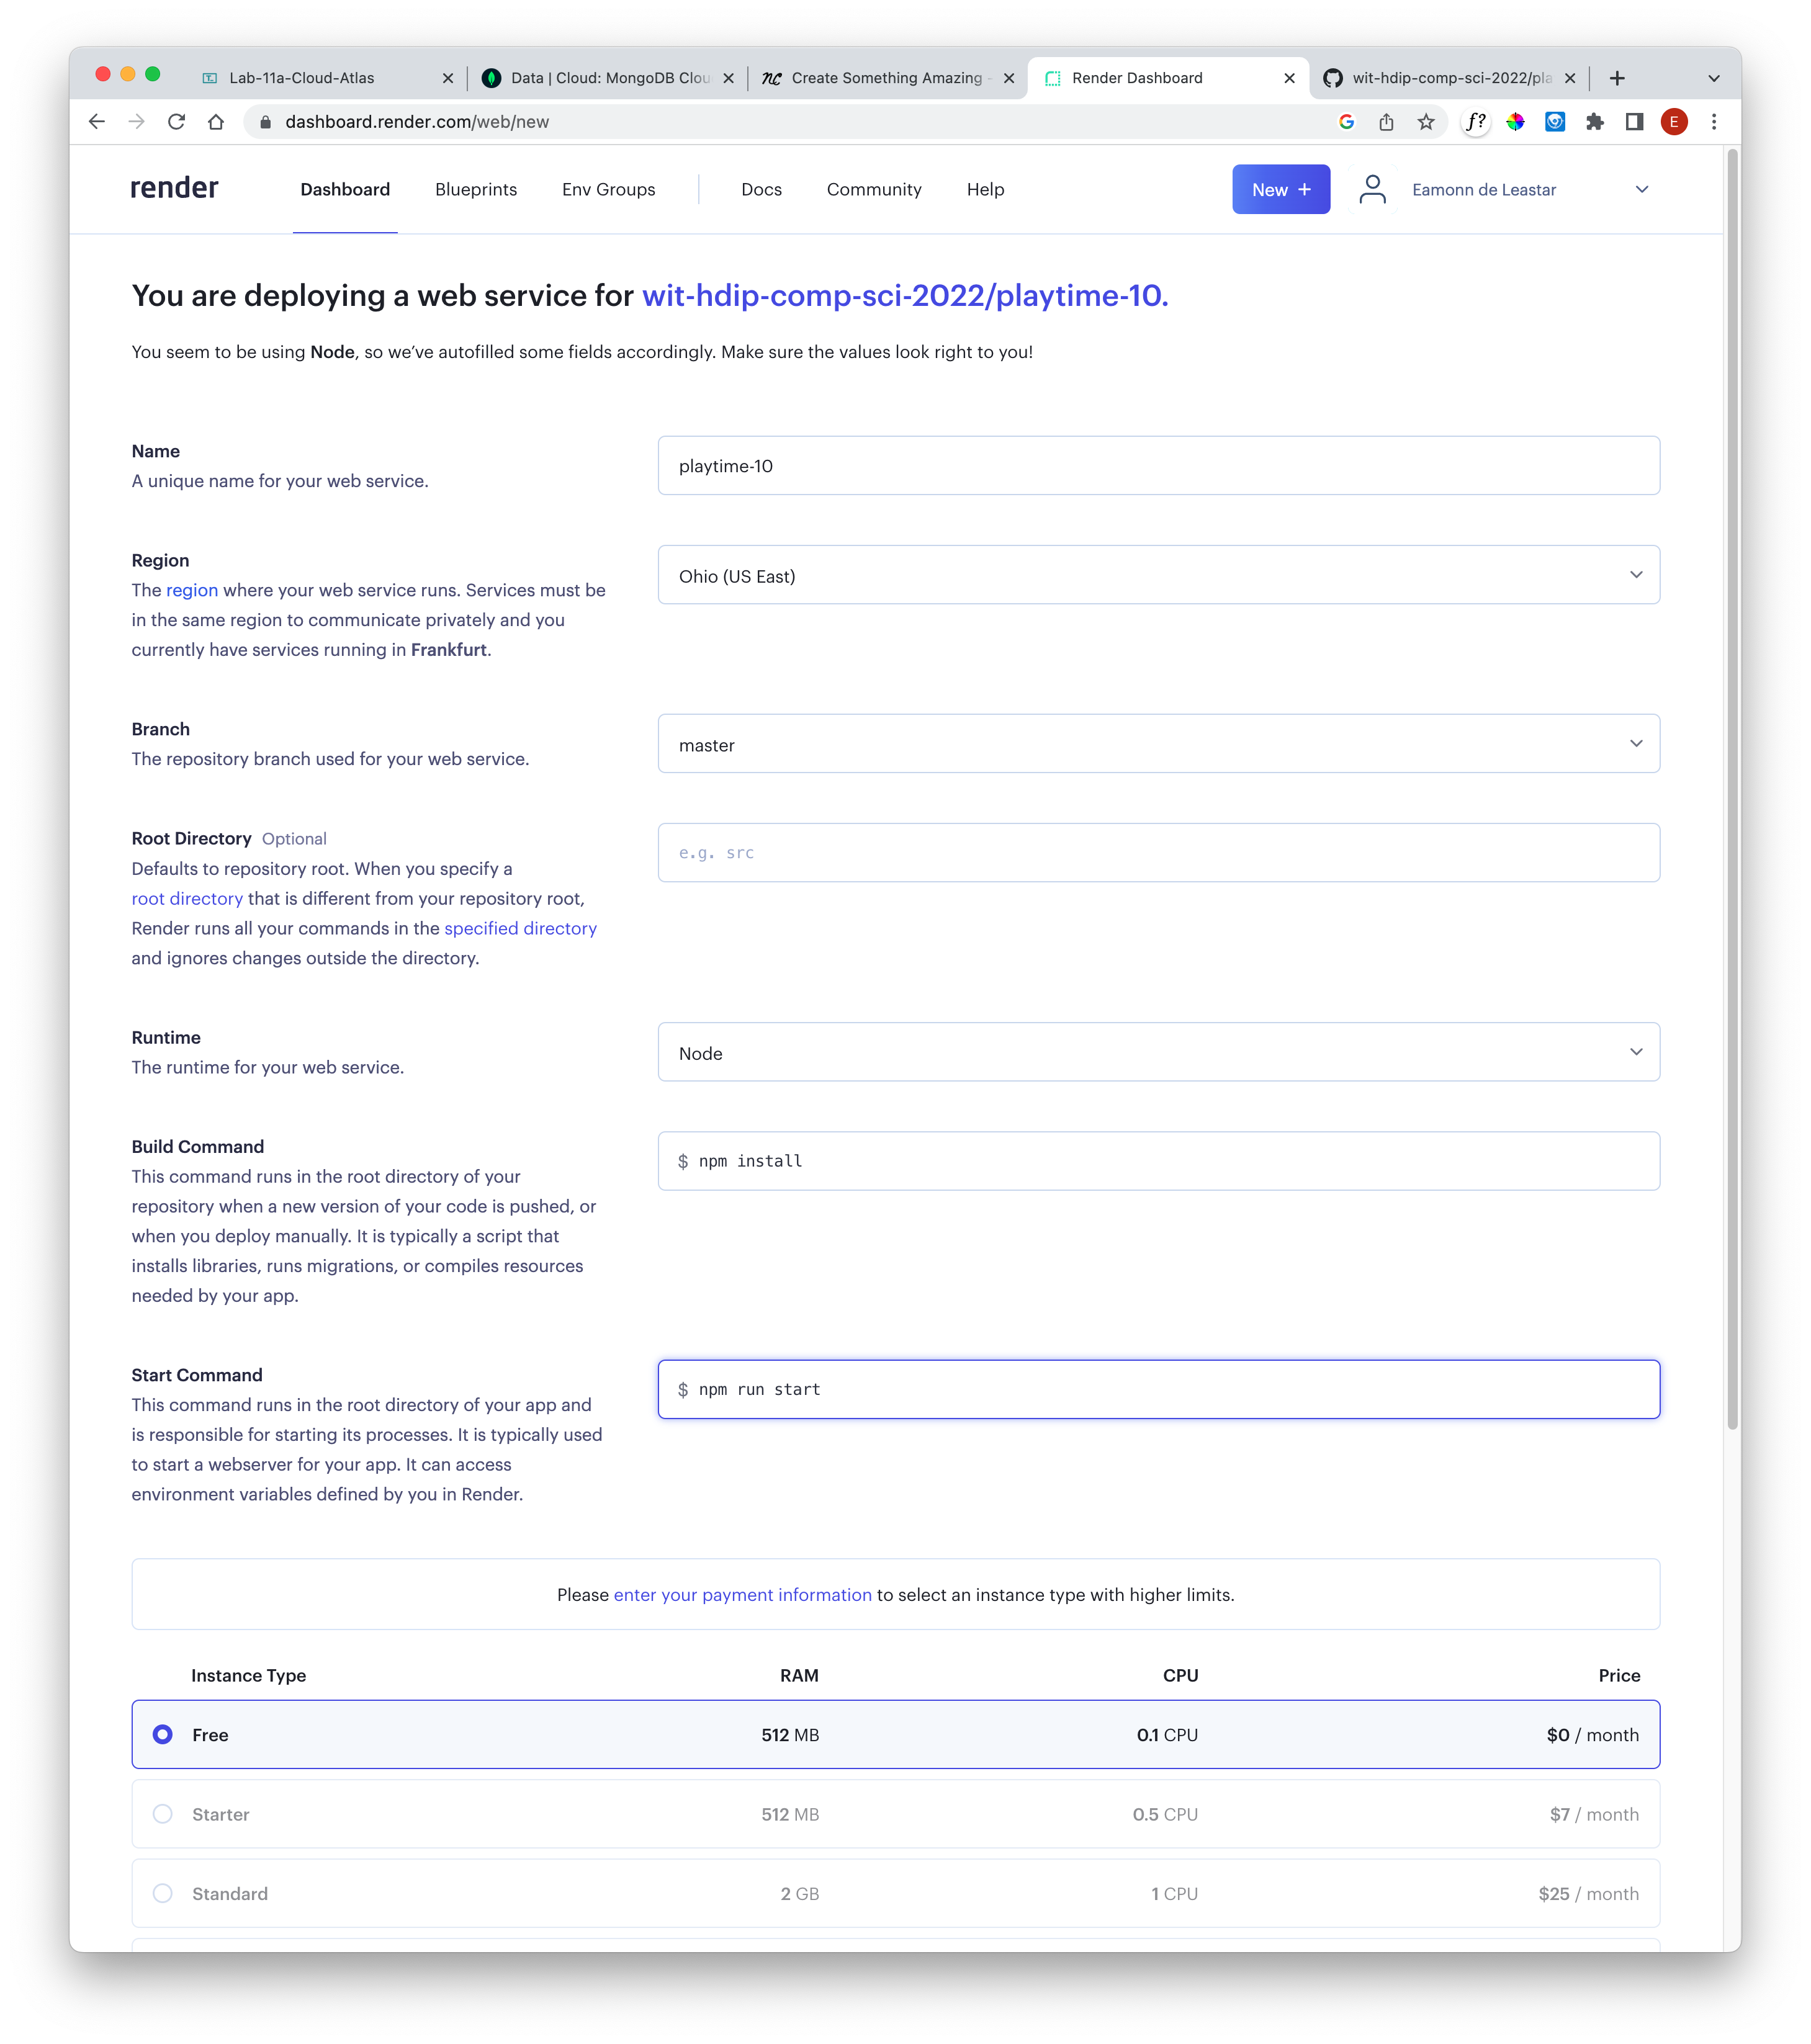 Lab-11a-Cloud-Atlas
Data | Cloud: MongoDB Clou
Create Something Amazing -
Render Dashboard
wit-hdip-comp-sci-2022/pla
dashboard.render.com/web/new
f?
E
render
Dashboard
Blueprints
Env Groups
Docs
Community
Help
New +
Eamonn de Leastar
You are deploying a web service for wit-hdip-comp-sci-2022/playtime-10.
You seem to be using Node, so we’ve autofilled some fields accordingly. Make sure the values look right to you!
Name
A unique name for your web service.
playtime-10
Region
The region where your web service runs. Services must be
in the same region to communicate privately and you
currently have services running in Frankfurt.
Ohio (US East)
Branch
The repository branch used for your web service.
master
Root Directory Optional
Defaults to repository root. When you specify a
root directory that is different from your repository root,
Render runs all your commands in the specified directory
and ignores changes outside the directory.
e.g. src
Runtime
The runtime for your web service.
Node
Build Command
This command runs in the root directory of your
repository when a new version of your code is pushed, or
when you deploy manually. It is typically a script that
installs libraries, runs migrations, or compiles resources
needed by your app.
$ npm install
Start Command
This command runs in the root directory of your app and
is responsible for starting its processes. It is typically used
to start a webserver for your app. It can access
environment variables defined by you in Render.
$ npm run start
Please enter your payment information to select an instance type with higher limits.
Instance Type RAM CPU Price
Free 512 MB 0.1 CPU $0 / month
Starter 512 MB 0.5 CPU $7 / month
Standard 2 GB 1 CPU $25 / month